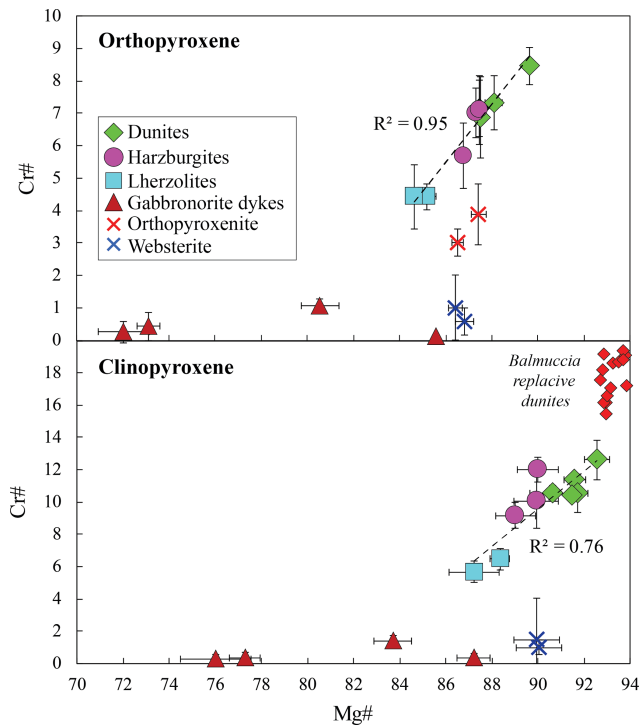 Orthopyroxene
9
8
7
6
5
4
3
2
1
0
Cr#
R² = 0.95
Dunites
Harzburgites
Lherzolites
Gabbronorite dykes
Orthopyroxenite
Websterite
Clinopyroxene
18
16
14
12
10
8
6
4
2
0
Cr#
Balmuccia
replacive
dunites
R² = 0.76
70 72 74 76 78 80 82 84 86 88 90 92 94
Mg#